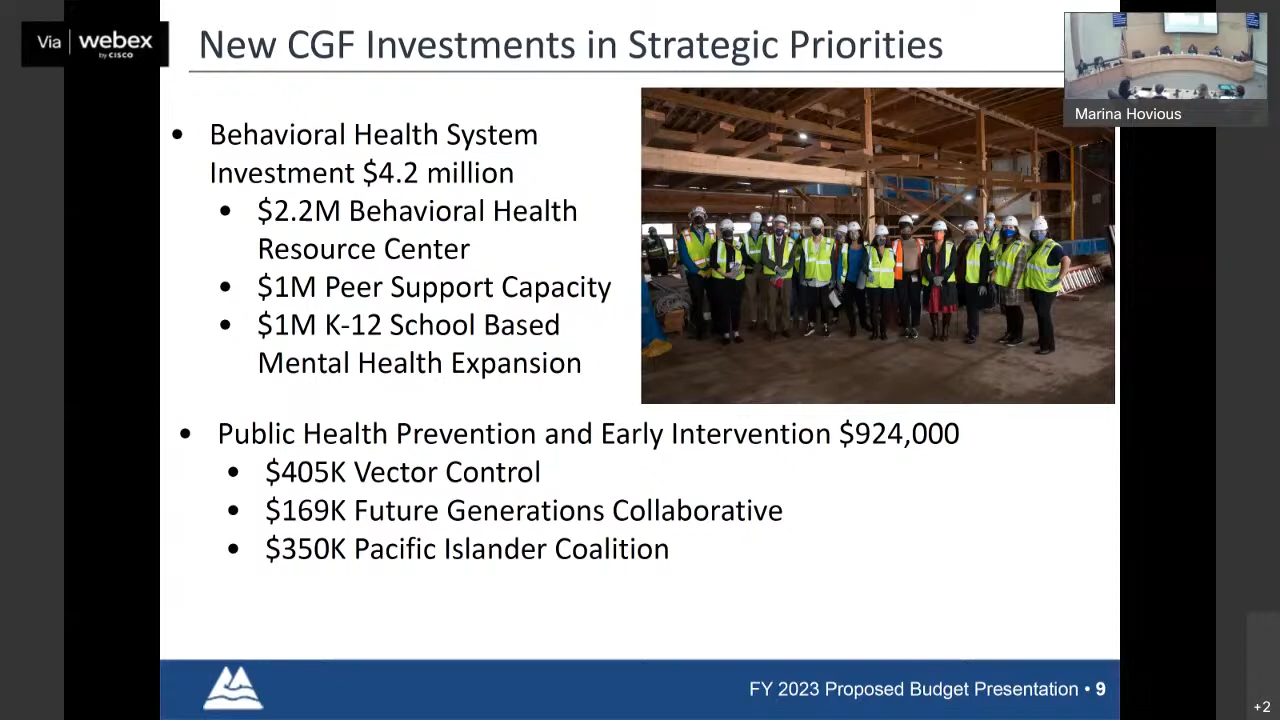 Via webex
by CISCO
New CGF Investments in Strategic Priorities
Marina Hovious
• Behavioral Health System
Investment $4.2 million
• $2.2M Behavioral Health
Resource Center
• $1M Peer Support Capacity
• $1M K-12 School Based
Mental Health Expansion
• Public Health Prevention and Early Intervention $924,000
• $405K Vector Control
• $169K Future Generations Collaborative
• $350K Pacific Islander Coalition
FY 2023 Proposed Budget Presentation • 9
+2